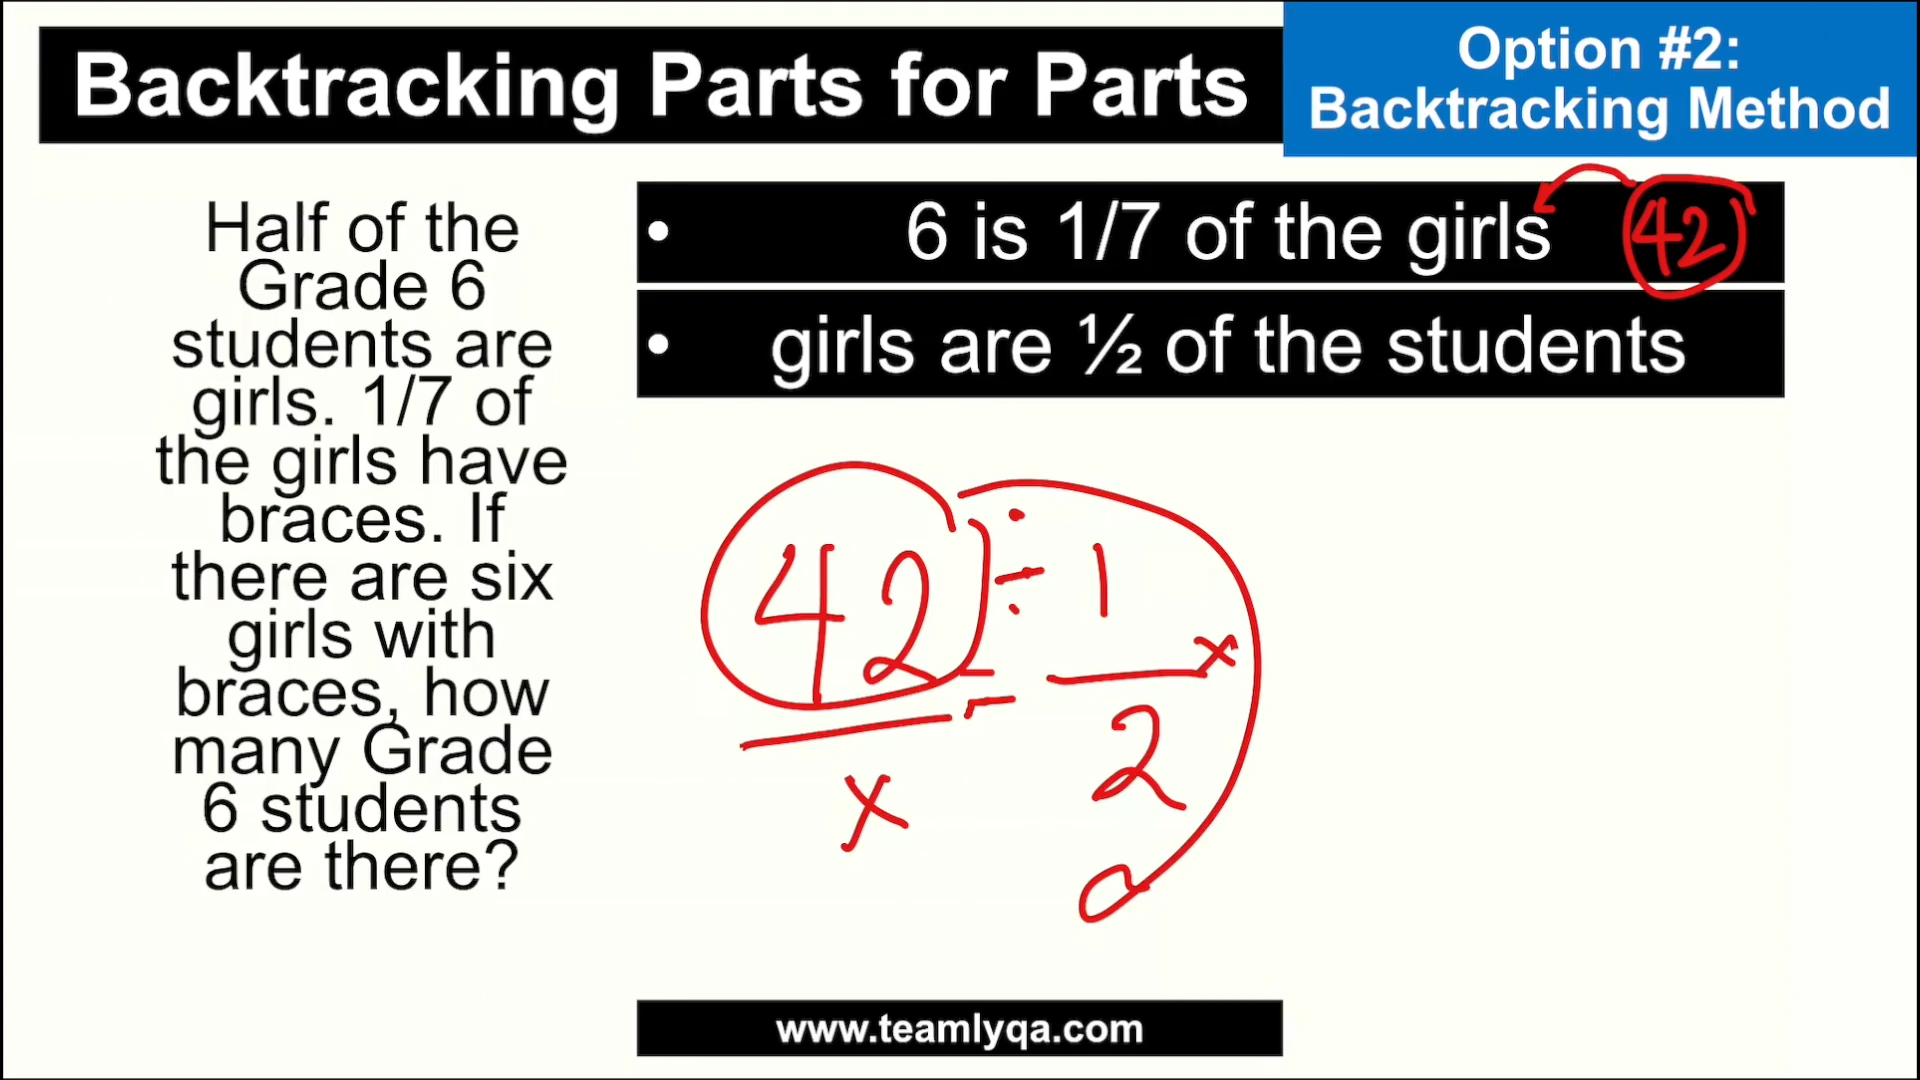 Backtracking Parts for Parts
Option #2:
Backtracking Method
Half of the
Grade 6
students are
girls. 1/7 of
the girls have
braces. If
there are six
girls with
braces, how
many Grade
6 students
are there?
• 6 is 1/7 of the girls 42
• girls are ½ of the students
42 ÷ 1
= x
x 2
www.teamlyqa.com